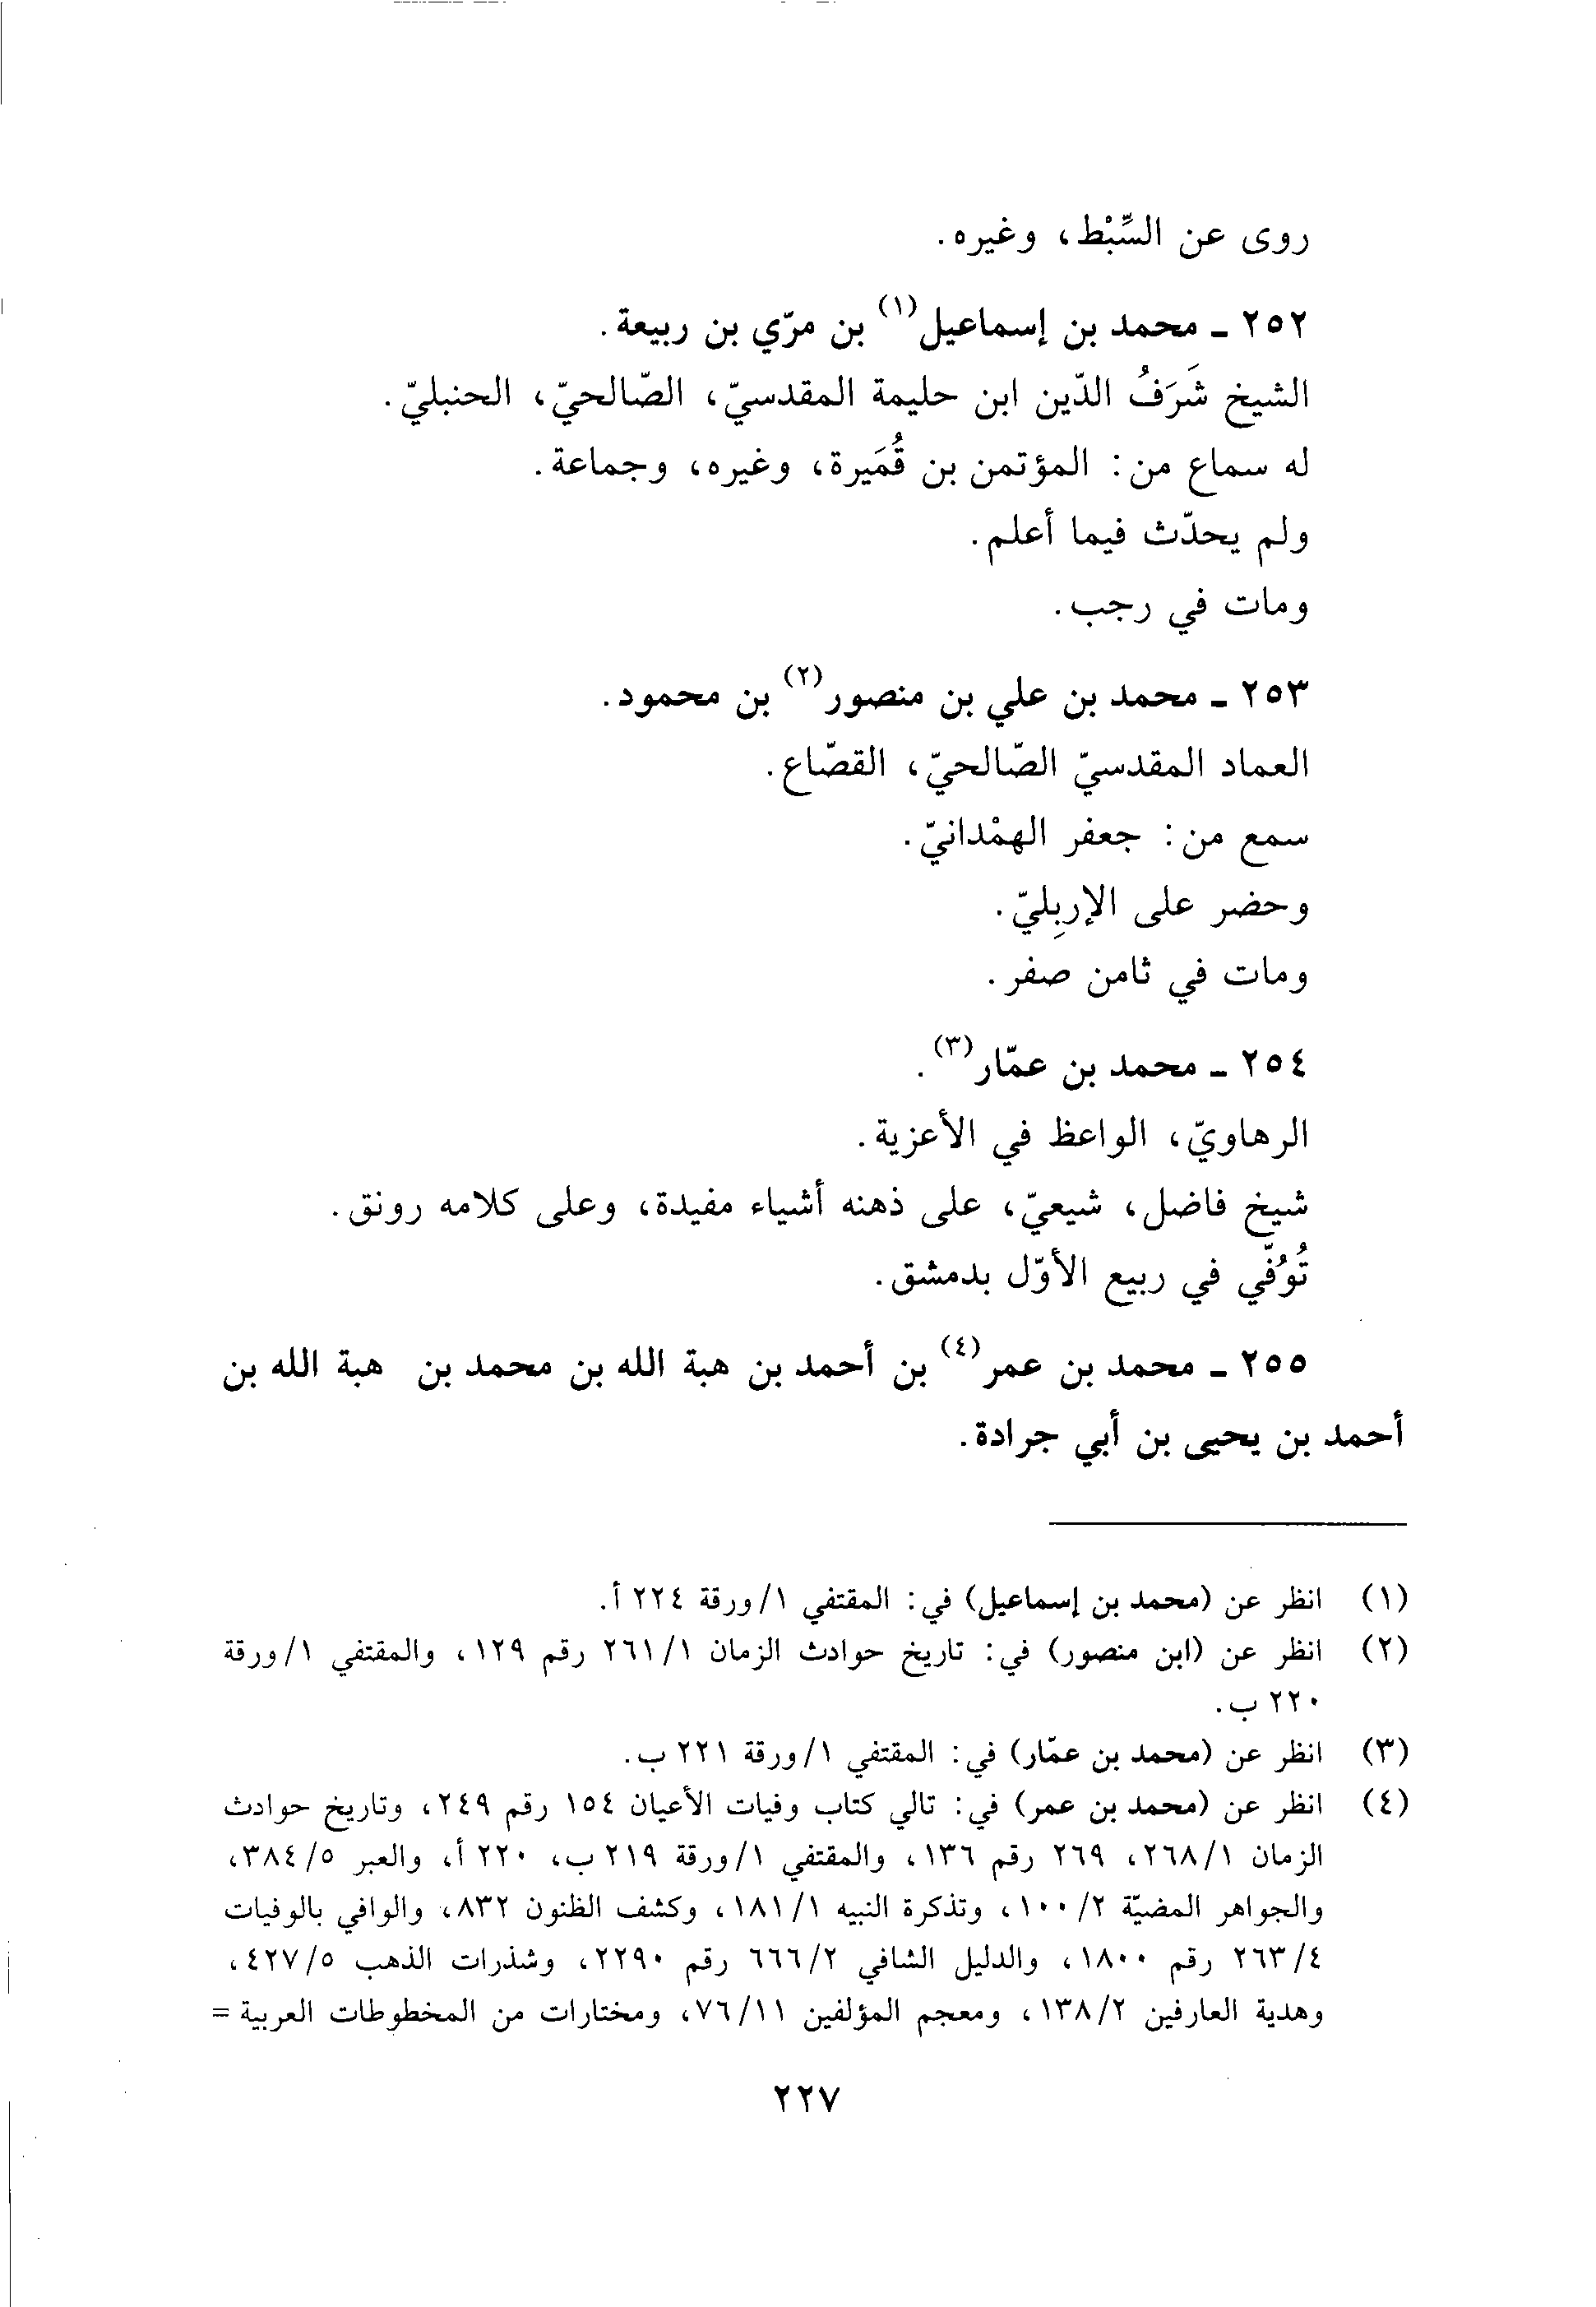 روى عن السِّبْط، وغيره.
٢٥٢ ـ محمد بن إسماعيل(١) بن مرّي بن ربيعة.
الشيخ شَرَفُ الدّين ابن حليمة المقدسيّ، الصّالحيّ، الحنبليّ.
له سماع من: المؤتمن بن قُمَيرة، وغيره، وجماعة.
ولم يحدّث فيما أعلم.
ومات في رجب.
٢٥٣ ـ محمد بن علي بن منصور(٢) بن محمود.
العماد المقدسيّ الصّالحيّ، القصّاع.
سمع من: جعفر الهمْدانيّ.
وحضر على الإربِليّ.
ومات في ثامن صفر.
٢٥٤ ـ محمد بن عمّار(٣).
الرهاويّ، الواعظ في الأعزية.
شيخ فاضل، شيعيّ، على ذهنه أشياء مفيدة، وعلى كلامه رونق.
تُوُفّي في ربيع الأوّل بدمشق.
٢٥٥ ـ محمد بن عمر(٤) بن أحمد بن هبة الله بن محمد بن هبة الله بن
أحمد بن يحيى بن أبي جرادة.
(١) انظر عن (محمد بن إسماعيل) في: المقتفي ١/ورقة ٢٢٤ أ.
(٢) انظر عن (ابن منصور) في: تاريخ حوادث الزمان ٢٦١/١ رقم ١٢٩، والمقتفي ١/ورقة
٢٢٠ ب.
(٣) انظر عن (محمد بن عمّار) في: المقتفي ١/ورقة ٢٢١ ب.
(٤) انظر عن (محمد بن عمر) في: تالي كتاب وفيات الأعيان ١٥٤ رقم ٢٤٩، وتاريخ حوادث
الزمان ٢٦٨/١، ٢٦٩ رقم ١٣٦، والمقتفي ١/ورقة ٢١٩ ب، ٢٢٠ أ، والعبر ٣٨٤/٥،
والجواهر المضيّة ١٠٠/٢، وتذكرة النبيه ١٨١/١، وكشف الظنون ٨٣٢، والوافي بالوفيات
٢٦٣/٤ رقم ١٨٠٠، والدليل الشافي ٦٦٦/٢ رقم ٢٢٩٠، وشذرات الذهب ٤٢٧/٥،
وهدية العارفين ١٣٨/٢، ومعجم المؤلفين ٧٦/١١، ومختارات من المخطوطات العربية =
٢٢٧